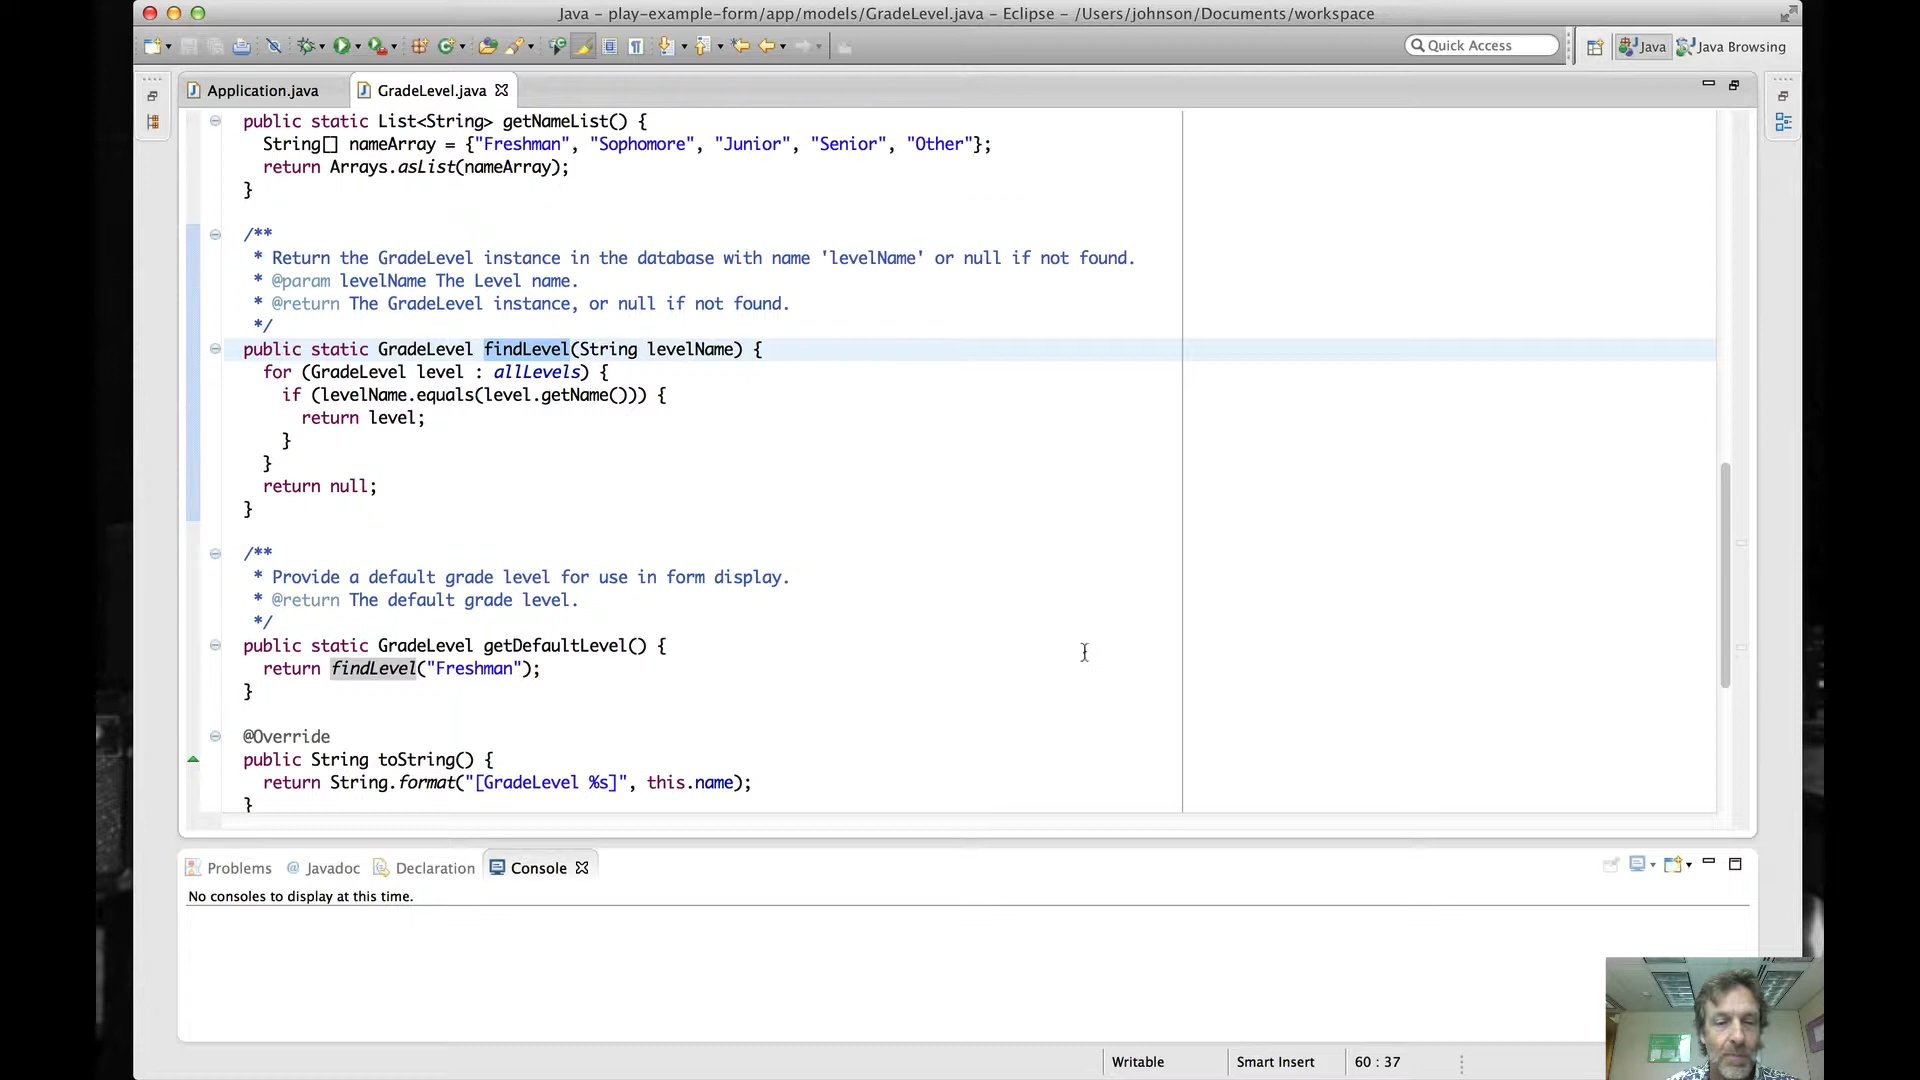 Java – play-example-form/app/models/GradeLevel.java – Eclipse – /Users/johnson/Documents/workspace
Quick Access
Java
Java Browsing
Application.java
GradeLevel.java
public static List<String> getNameList() {
String[] nameArray = {"Freshman", "Sophomore", "Junior", "Senior", "Other"};
return Arrays.asList(nameArray);
}
/**
* Return the GradeLevel instance in the database with name 'levelName' or null if not found.
* @param levelName The Level name.
* @return The GradeLevel instance, or null if not found.
*/
public static GradeLevel findLevel(String levelName) {
for (GradeLevel level : allLevels) {
if (levelName.equals(level.getName())) {
return level;
}
}
return null;
}
/**
* Provide a default grade level for use in form display.
* @return The default grade level.
*/
public static GradeLevel getDefaultLevel() {
return findLevel("Freshman");
}
@Override
public String toString() {
return String.format("[GradeLevel %s]", this.name);
}
Problems
@ Javadoc
Declaration
Console
No consoles to display at this time.
Writable
Smart Insert
60 : 37